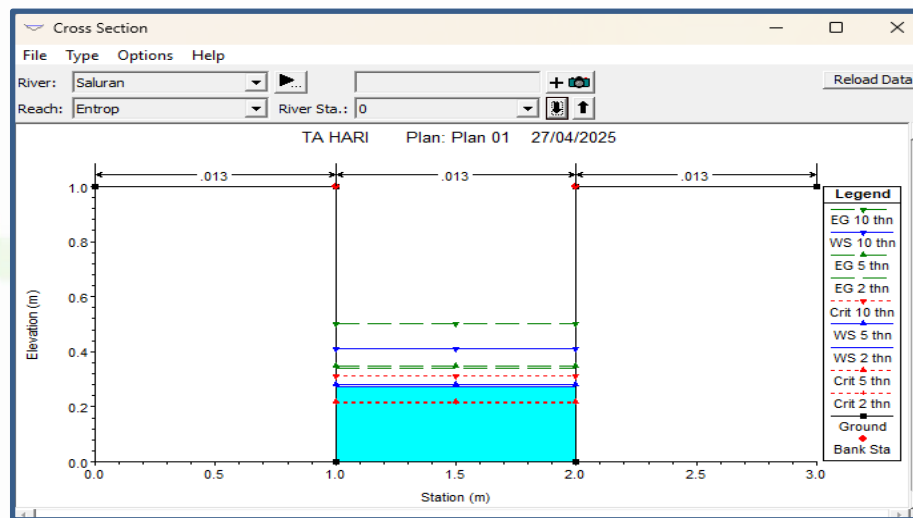 Cross Section
File Type Options Help
River: Saluran
Reload Data
Reach: Entrop River Sta.: 0
TA HARI Plan: Plan 01 27/04/2025
.013 .013 .013
Legend
EG 10 thn
WS 10 thn
EG 5 thn
EG 2 thn
Crit 10 thn
WS 5 thn
WS 2 thn
Crit 5 thn
Crit 2 thn
Ground
Bank Sta
1.0
0.8
0.6
0.4
0.2
0.0
Elevation (m)
0.0 0.5 1.0 1.5 2.0 2.5 3.0
Station (m)